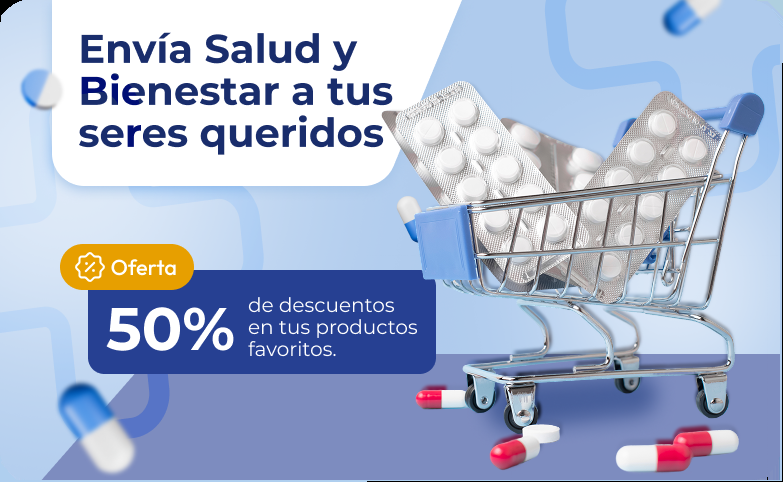 Envía Salud y
Bienestar a tus
seres queridos
Oferta
50%
de descuentos
en tus productos
favoritos.